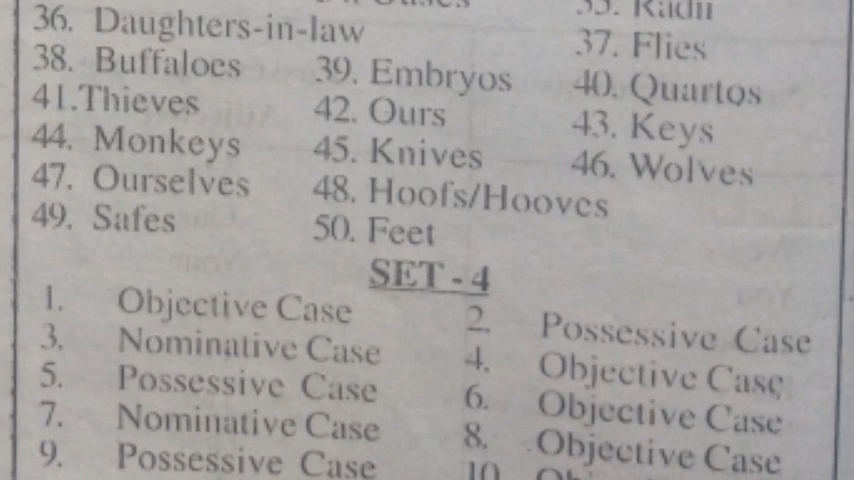 35. Radii
36. Daughters-in-law 37. Flies
38. Buffaloes 39. Embryos 40. Quartos
41.Thieves 42. Ours 43. Keys
44. Monkeys 45. Knives 46. Wolves
47. Ourselves 48. Hoofs/Hooves
49. Safes 50. Feet
SET - 4
1. Objective Case 2. Possessive Case
3. Nominative Case 4. Objective Case
5. Possessive Case 6. Objective Case
7. Nominative Case 8. Objective Case
9. Possessive Case 10